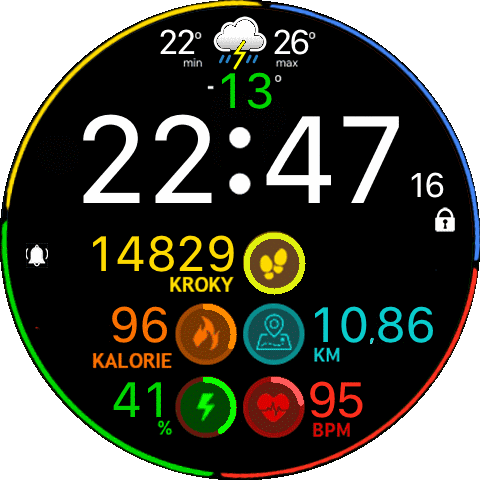 22° 26°
min max
-13°
22:47 16
14829
KROKY
96 10,86
KALORIE KM
41 95
% BPM